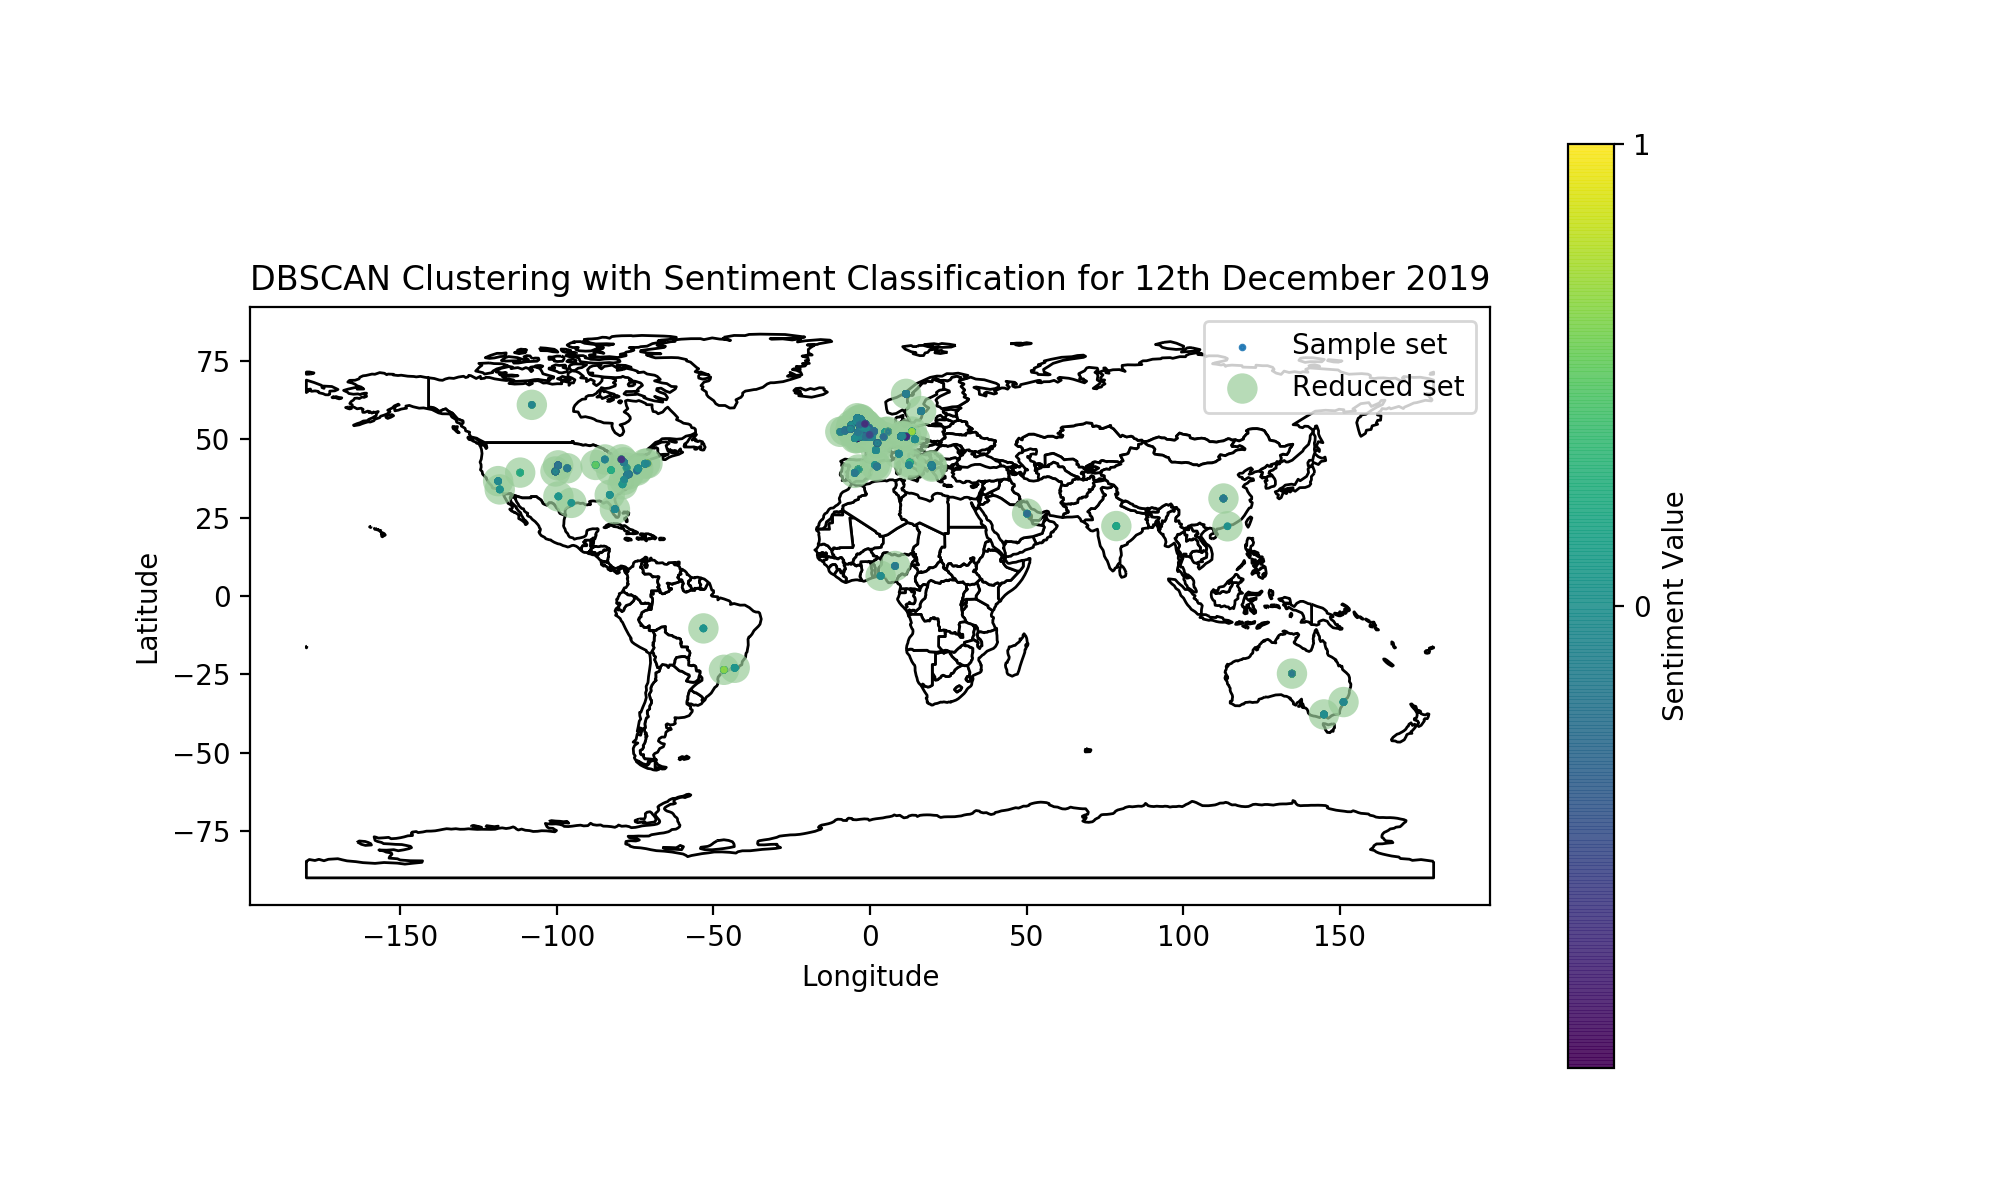 DBSCAN Clustering with Sentiment Classification for 12th December 2019
Sample set
Reduced set
75
50
25
0
−25
−50
−75
Latitude
−150
−100
−50
0
50
100
150
Longitude
1
0
Sentiment Value